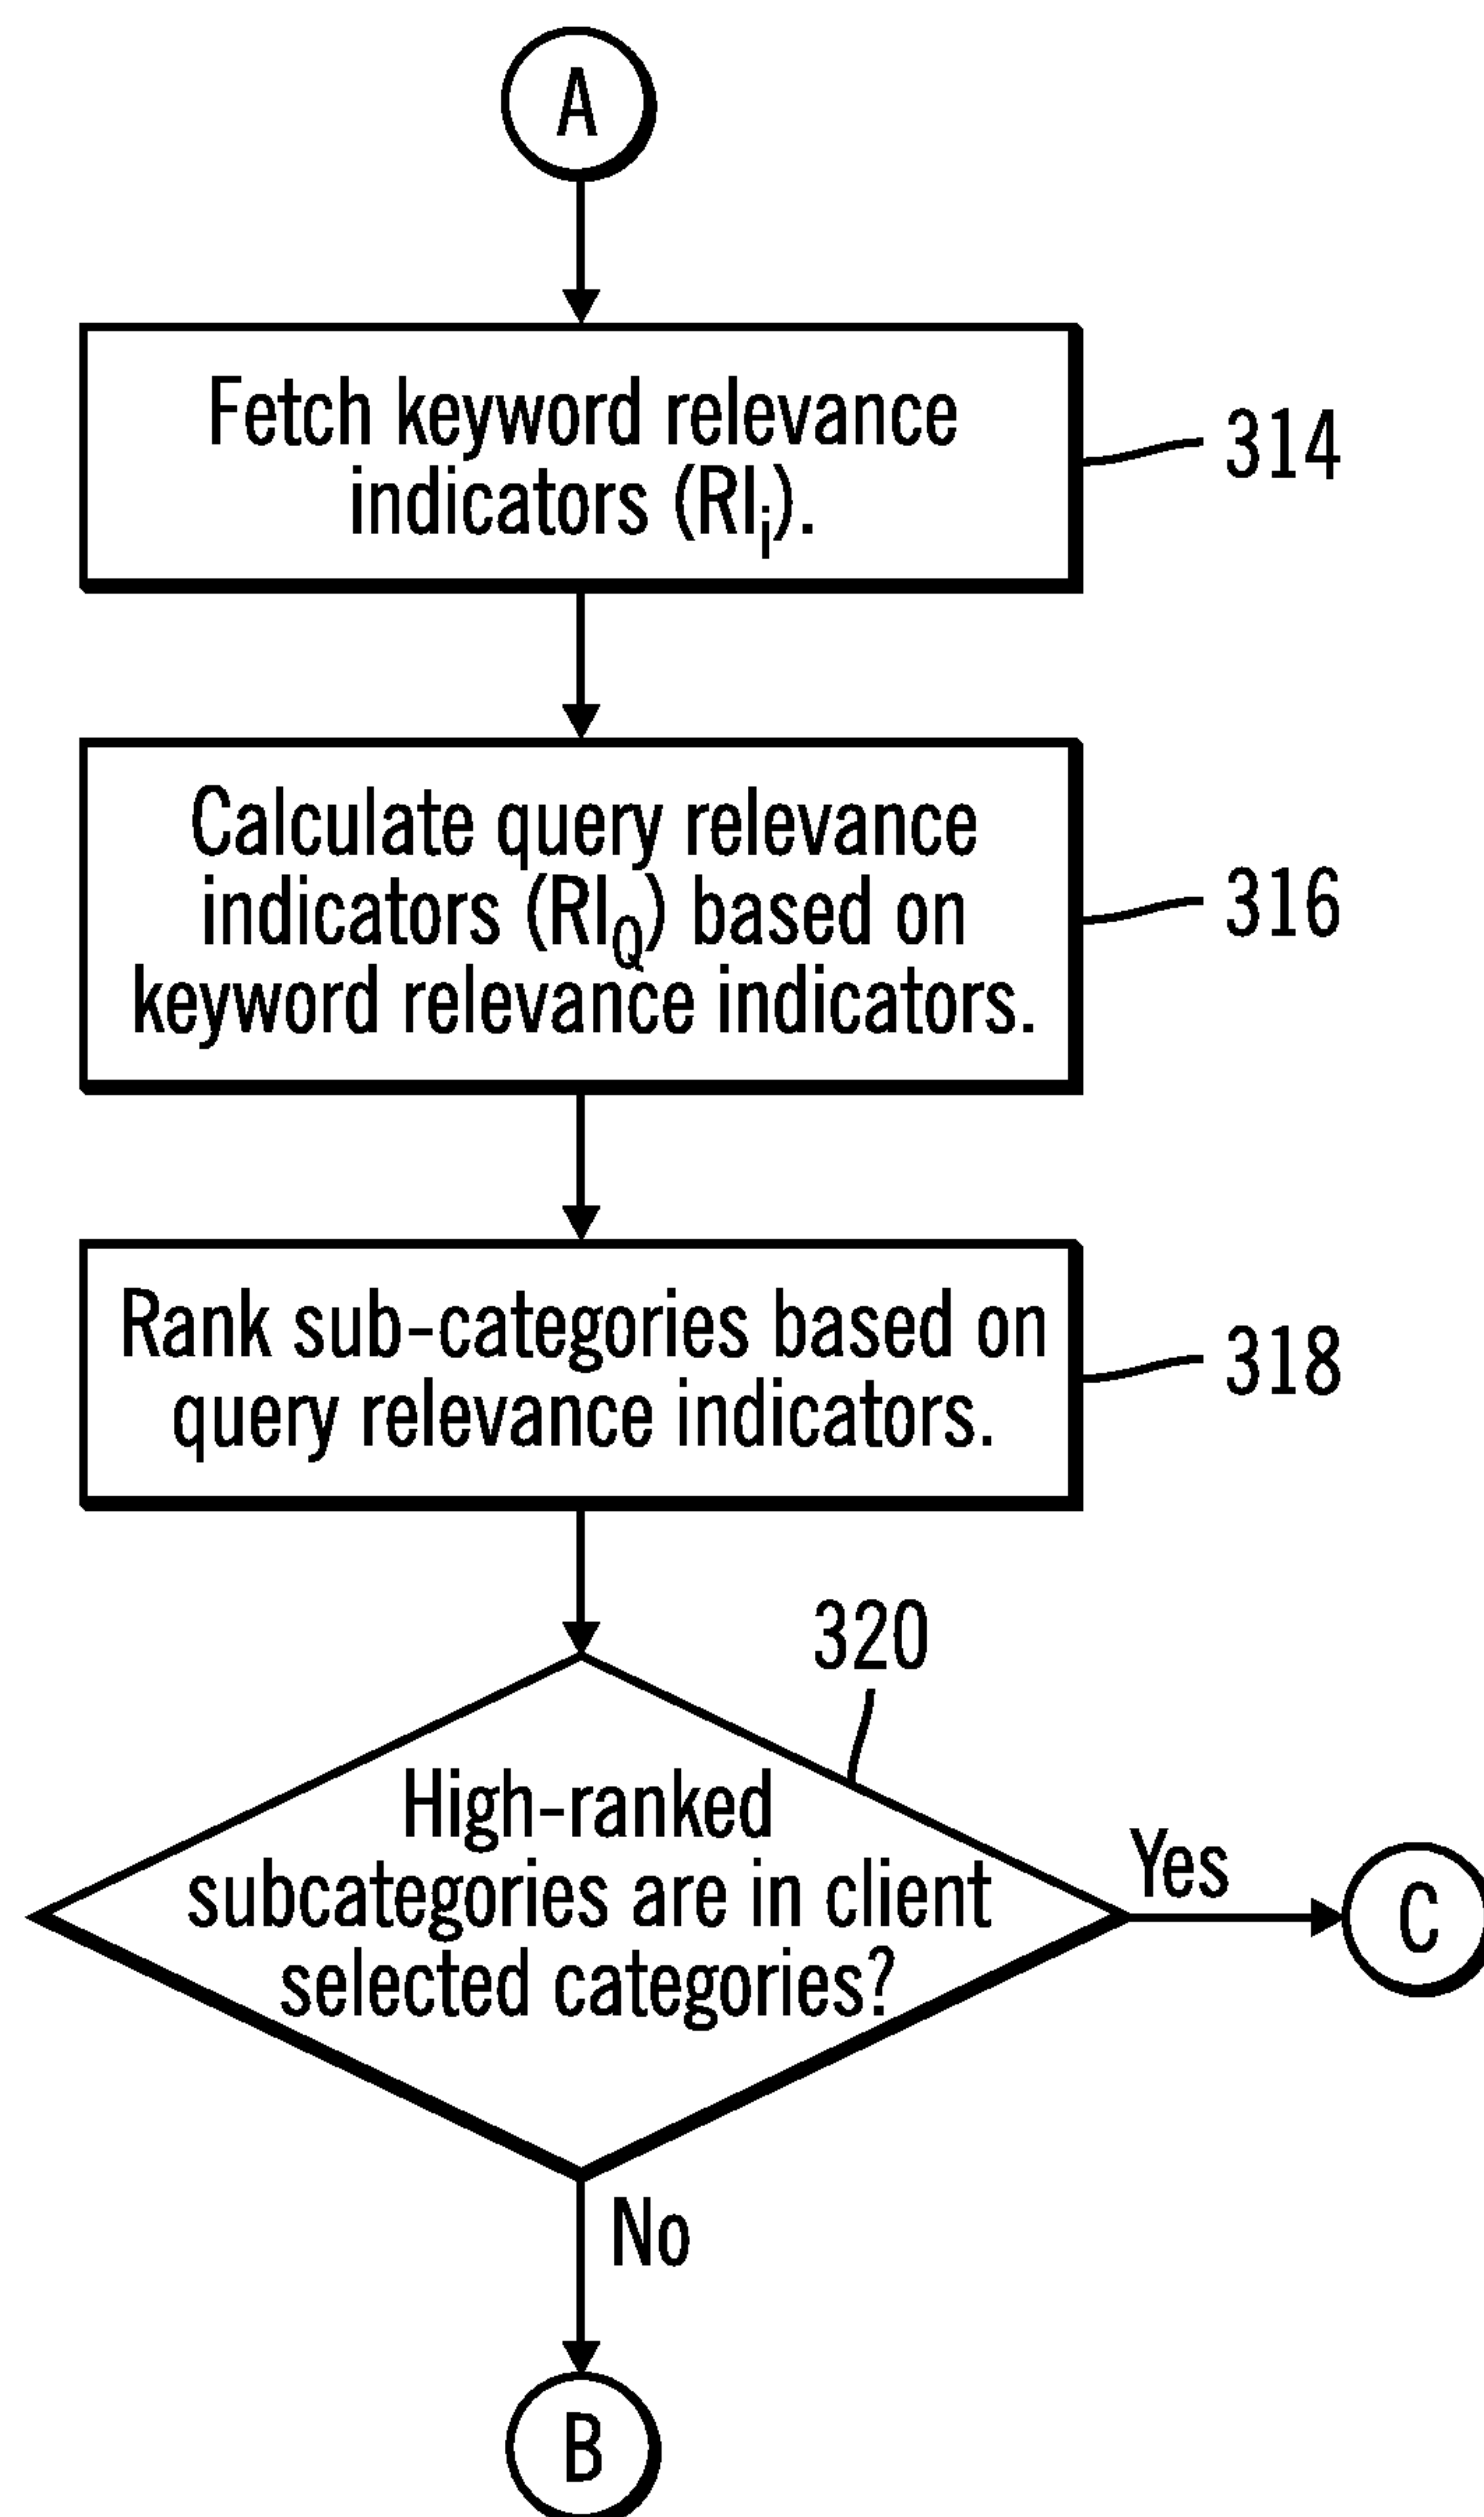 A
Fetch keyword relevance
indicators (RIi).
314
Calculate query relevance
indicators (RIQ) based on
keyword relevance indicators.
316
Rank sub-categories based on
query relevance indicators.
318
320
High-ranked
subcategories are in client
selected categories?
Yes
C
No
B